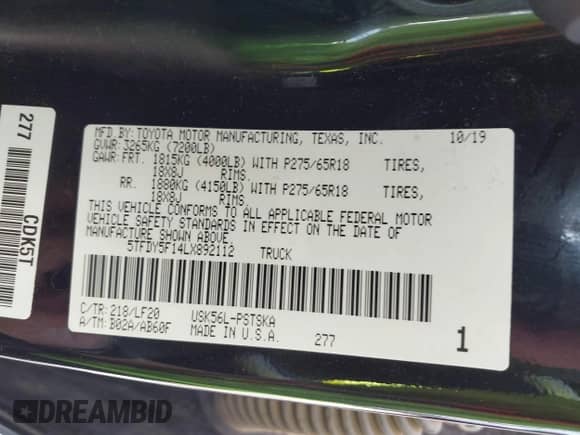 MFD.BY:TOYOTA MOTOR MANUFACTURING, TEXAS, INC. 10/19
GVWR:3265KG (7200LB)
GAWR:FRT. 1815KG (4000LB) WITH P275/65R18 TIRES,
18X8J RIMS.
RR. 1880KG (4150LB) WITH P275/65R18 TIRES,
18X8J RIMS.
THIS VEHICLE CONFORMS TO ALL APPLICABLE FEDERAL MOTOR
VEHICLE SAFETY STANDARDS IN EFFECT ON THE DATE OF
MANUFACTURE SHOWN ABOVE.
5TFDY5F14LX892112 TRUCK
C/TR:218/LF20 USK56L-PSTSKA
A/TM:B02A/AB60F MADE IN U.S.A. 277 1
277 CDK5T
DREAMBID